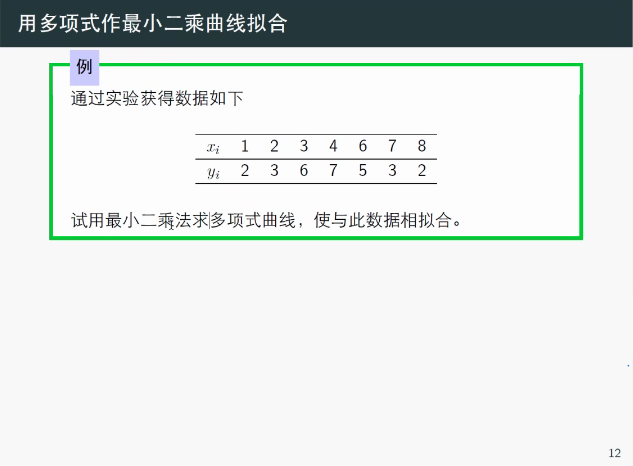 用多项式作最小二乘曲线拟合
例
通过实验获得数据如下
xᵢ 1 2 3 4 6 7 8
yᵢ 2 3 6 7 5 3 2
试用最小二乘法求多项式曲线，使与此数据相拟合。
12